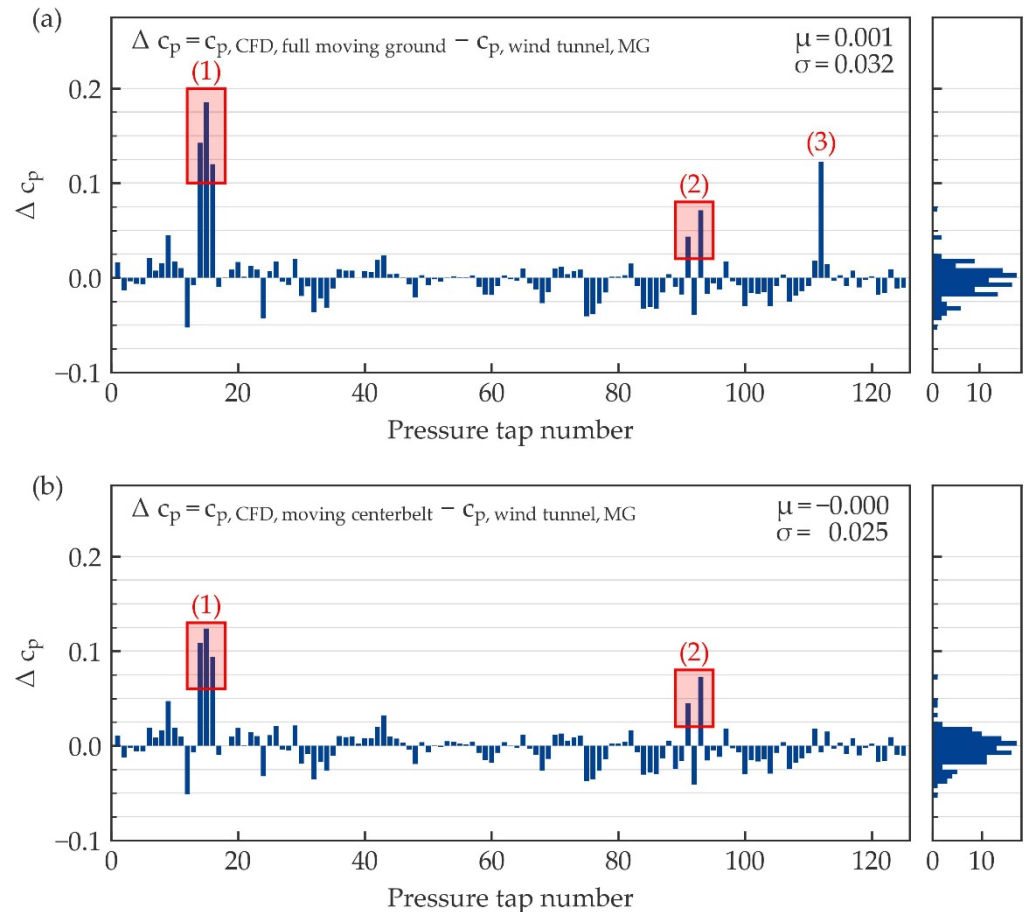 (a)
Δ cp = cp, CFD, full moving ground − cp, wind tunnel, MG
μ = 0.001
σ = 0.032
(1)
(2)
(3)
0.2
0.1
0.0
−0.1
Δ cp
0 20 40 60 80 100 120
0 10
Pressure tap number
(b)
Δ cp = cp, CFD, moving centerbelt − cp, wind tunnel, MG
μ = −0.000
σ = 0.025
(1)
(2)
0.2
0.1
0.0
−0.1
Δ cp
0 20 40 60 80 100 120
0 10
Pressure tap number